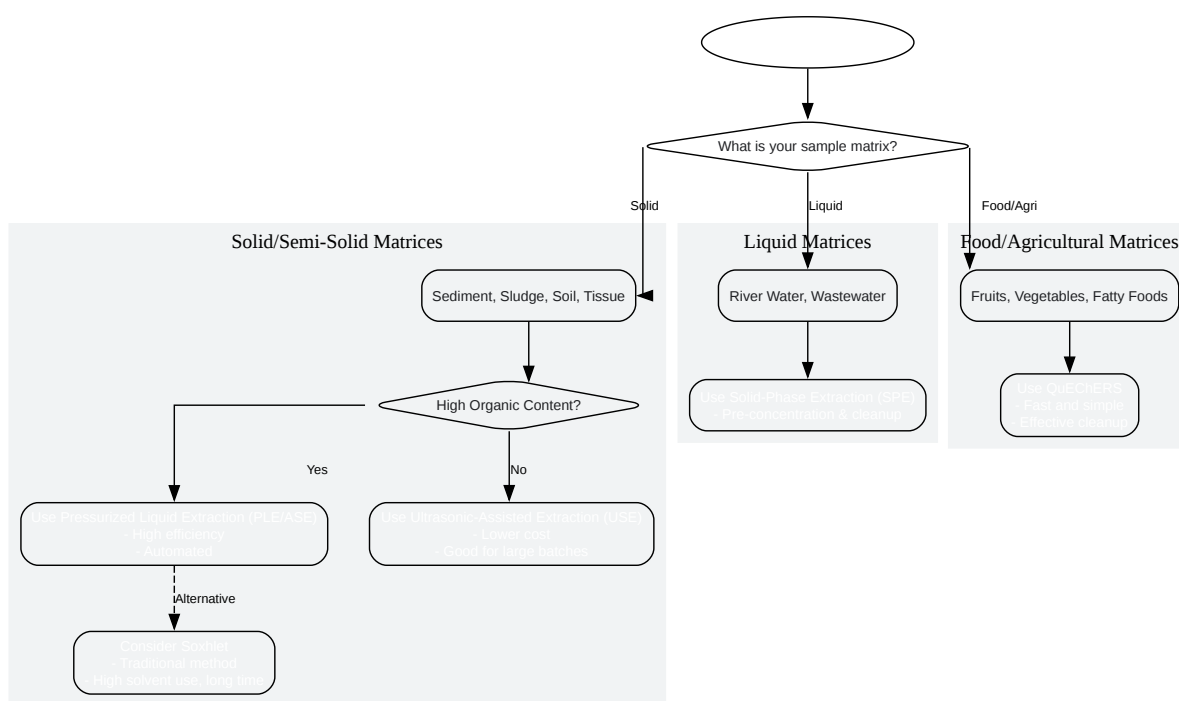 What is your sample matrix?
Solid
Liquid
Food/Agri
Solid/Semi-Solid Matrices
Liquid Matrices
Food/Agricultural Matrices
Sediment, Sludge, Soil, Tissue
River Water, Wastewater
Fruits, Vegetables, Fatty Foods
High Organic Content?
Use Solid-Phase Extraction (SPE)
- Pre-concentration & cleanup
Use QuEChERS
- Fast and simple
- Effective cleanup
Yes
No
Use Pressurized Liquid Extraction (PLE/ASE)
- High efficiency
- Automated
Use Ultrasonic-Assisted Extraction (USE)
- Lower cost
- Good for large batches
Alternative
Consider Soxhlet
- Traditional method
- High solvent use, long time